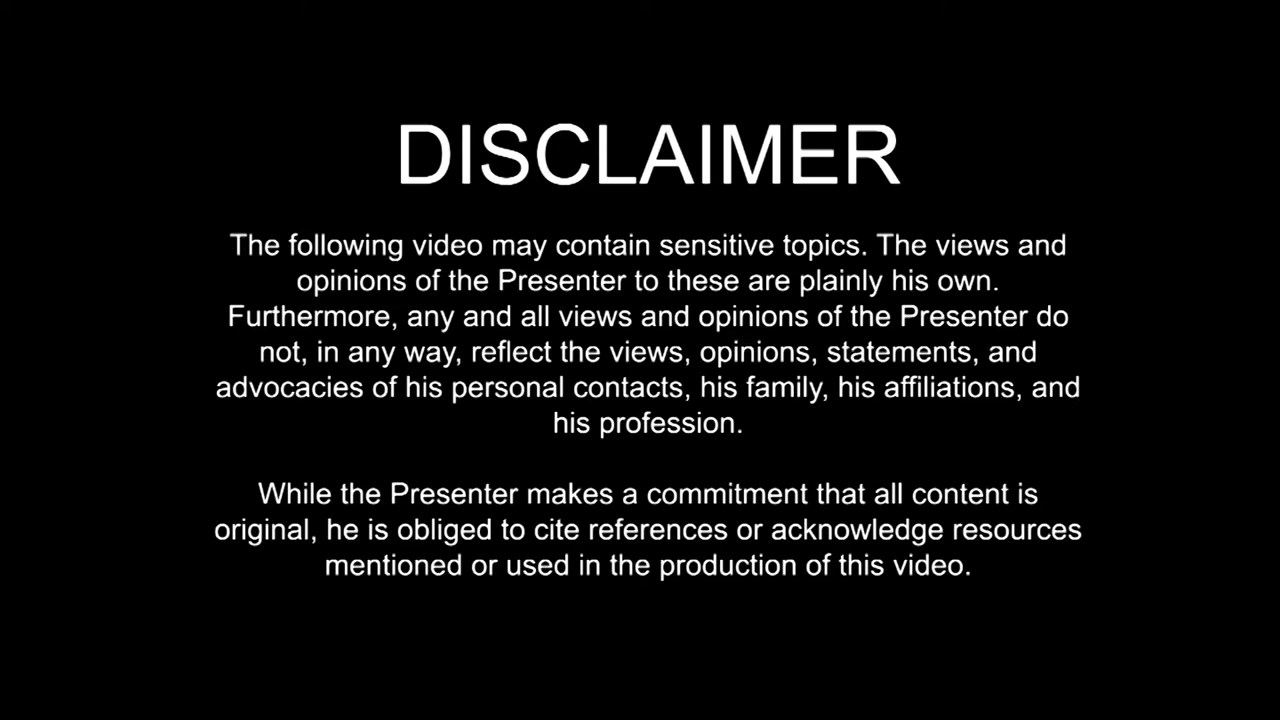 DISCLAIMER
The following video may contain sensitive topics. The views and
opinions of the Presenter to these are plainly his own.
Furthermore, any and all views and opinions of the Presenter do
not, in any way, reflect the views, opinions, statements, and
advocacies of his personal contacts, his family, his affiliations, and
his profession.
While the Presenter makes a commitment that all content is
original, he is obliged to cite references or acknowledge resources
mentioned or used in the production of this video.